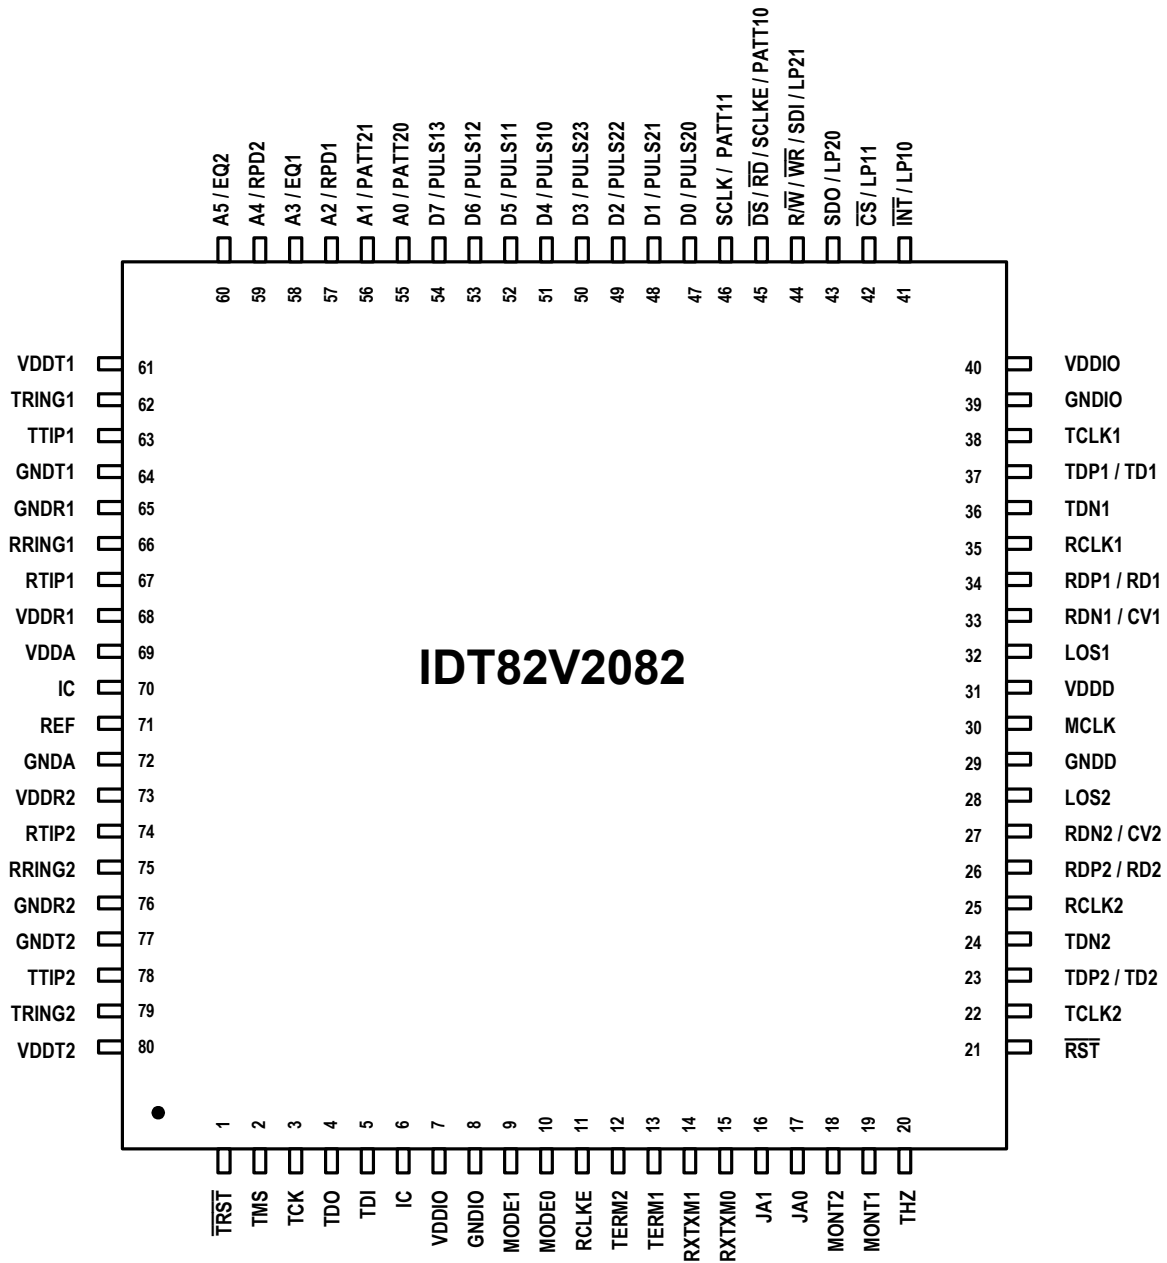 A5 / EQ2
A4 / RPD2
A3 / EQ1
A2 / RPD1
A1 / PATT21
A0 / PATT20
D7 / PULS13
D6 / PULS12
D5 / PULS11
D4 / PULS10
D3 / PULS23
D2 / PULS22
D1 / PULS21
D0 / PULS20
SCLK / PATT11
D̅S̅ / R̅D̅ / SCLKE / PATT10
R/W̅ / W̅R̅ / SDI / LP21
SDO / LP20
C̅S̅ / LP11
I̅N̅T̅ / LP10
60
59
58
57
56
55
54
53
52
51
50
49
48
47
46
45
44
43
42
41
VDDT1 61
TRING1 62
TTIP1 63
GNDT1 64
GNDR1 65
RRING1 66
RTIP1 67
VDDR1 68
VDDA 69
IC 70
REF 71
GNDA 72
VDDR2 73
RTIP2 74
RRING2 75
GNDR2 76
GNDT2 77
TTIP2 78
TRING2 79
VDDT2 80
IDT82V2082
40 VDDIO
39 GNDIO
38 TCLK1
37 TDP1 / TD1
36 TDN1
35 RCLK1
34 RDP1 / RD1
33 RDN1 / CV1
32 LOS1
31 VDDD
30 MCLK
29 GNDD
28 LOS2
27 RDN2 / CV2
26 RDP2 / RD2
25 RCLK2
24 TDN2
23 TDP2 / TD2
22 TCLK2
21 R̅S̅T̅
1
2
3
4
5
6
7
8
9
10
11
12
13
14
15
16
17
18
19
20
T̅R̅S̅T̅
TMS
TCK
TDO
TDI
IC
VDDIO
GNDIO
MODE1
MODE0
RCLKE
TERM2
TERM1
RXTXM1
RXTXM0
JA1
JA0
MONT2
MONT1
THZ